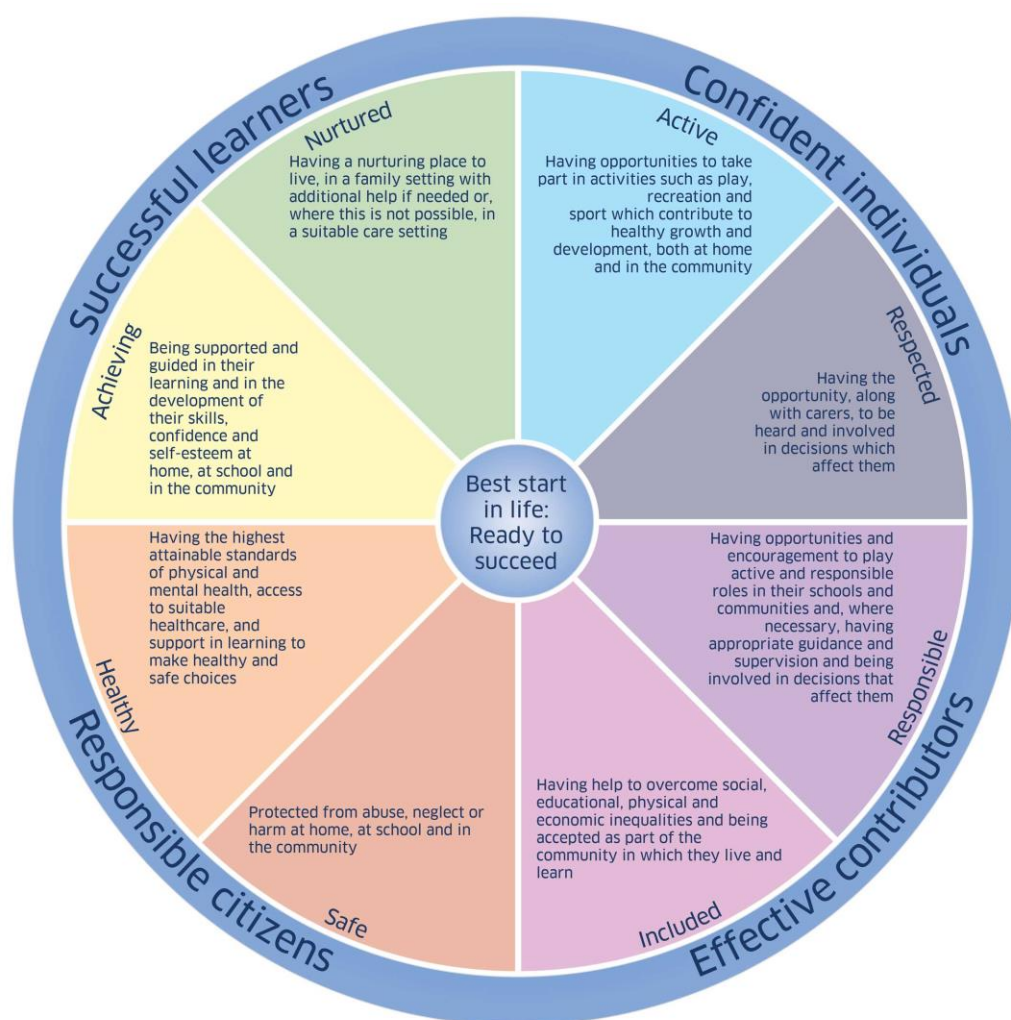 Successful learners
Confident individuals
Nurtured
Having a nurturing place to
live, in a family setting with
additional help if needed or,
where this is not possible, in
a suitable care setting
Active
Having opportunities to take
part in activities such as play,
recreation and
sport which contribute to
healthy growth and
development, both at home
and in the community
Achieving
Being supported and
guided in their
learning and in the
development of
their skills,
confidence and
self-esteem at
home, at school and
in the community
Respected
Having the
opportunity, along
with carers, to be
heard and involved
in decisions which
affect them
Best start
in life:
Ready to
succeed
Having the highest
attainable standards
of physical and
mental health, access
to suitable
healthcare, and
support in learning to
make healthy and
safe choices
Healthy
Having opportunities and
encouragement to play
active and responsible
roles in their schools and
communities and, where
necessary, having
appropriate guidance and
supervision and being
involved in decisions that
affect them
Responsible
Protected from abuse, neglect or
harm at home, at school and in
the community
Safe
Having help to overcome social,
educational, physical and
economic inequalities and being
accepted as part of the
community in which they live and
learn
Included
Responsible citizens
Effective contributors